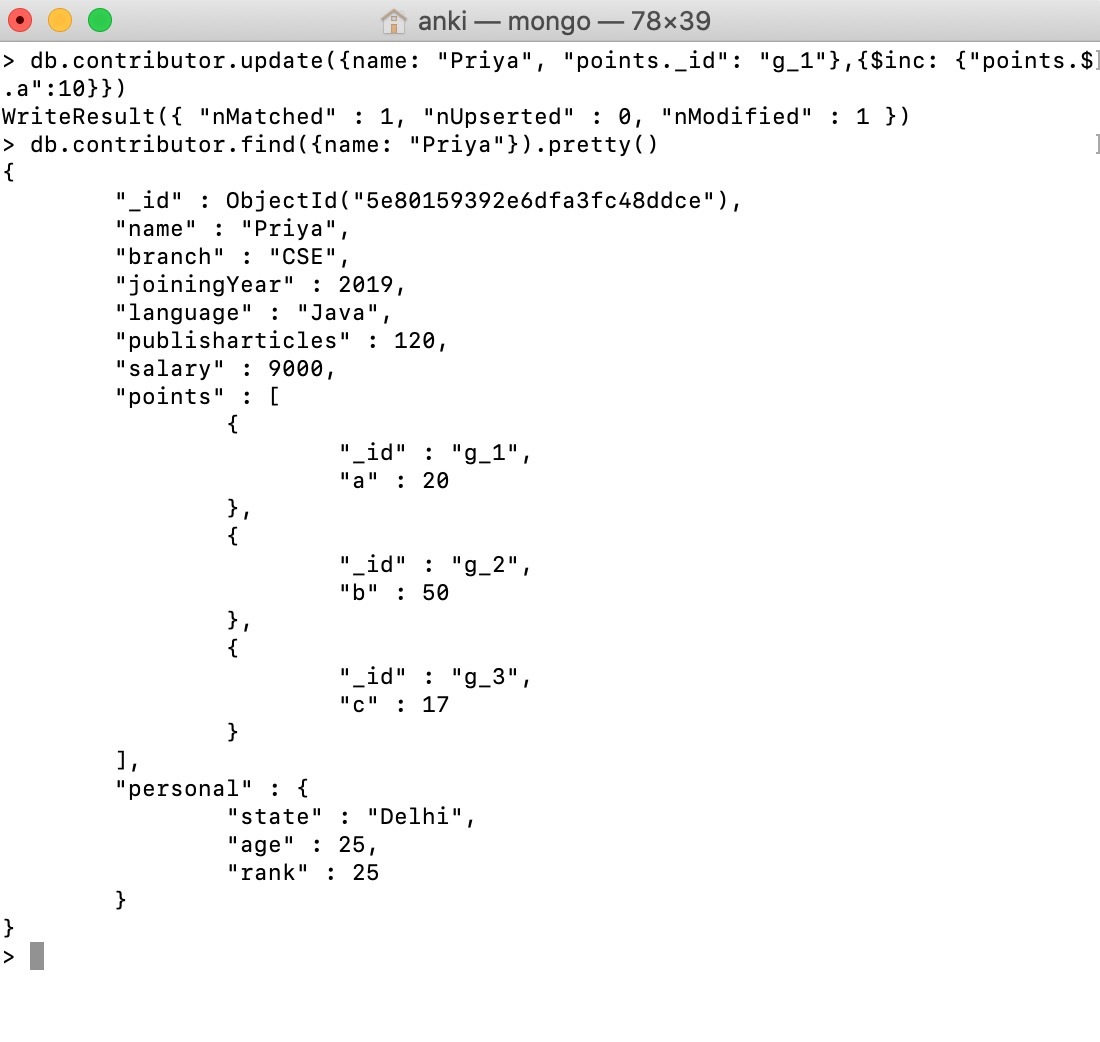 anki — mongo — 78×39
> db.contributor.update({name: "Priya", "points._id": "g_1"},{$inc: {"points.$]
.a":10}})
WriteResult({ "nMatched" : 1, "nUpserted" : 0, "nModified" : 1 })
> db.contributor.find({name: "Priya"}).pretty() ]
{
"_id" : ObjectId("5e80159392e6dfa3fc48ddce"),
"name" : "Priya",
"branch" : "CSE",
"joiningYear" : 2019,
"language" : "Java",
"publisharticles" : 120,
"salary" : 9000,
"points" : [
{
"_id" : "g_1",
"a" : 20
},
{
"_id" : "g_2",
"b" : 50
},
{
"_id" : "g_3",
"c" : 17
}
],
"personal" : {
"state" : "Delhi",
"age" : 25,
"rank" : 25
}
}
>